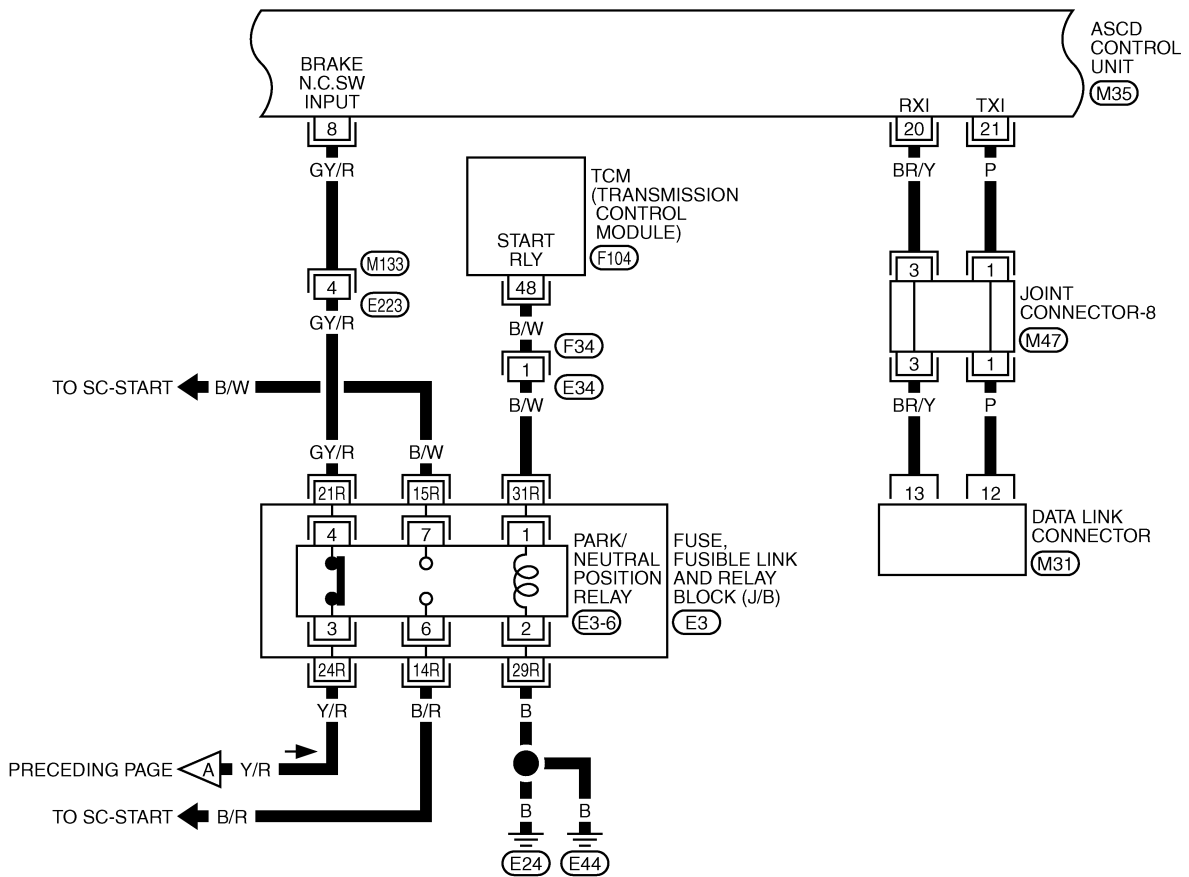 ASCD
CONTROL
UNIT
M35
BRAKE
N.C.SW
INPUT
RXI
TXI
8
20
21
GY/R
BR/Y
P
TCM
(TRANSMISSION
CONTROL
MODULE)
F104
START
RLY
48
M133
4
E223
GY/R
3
1
JOINT
CONNECTOR-8
M47
3
1
B/W
F34
1
E34
B/W
BR/Y
P
TO SC-START
B/W
GY/R
B/W
21R
15R
31R
13
12
DATA LINK
CONNECTOR
M31
4
7
1
PARK/
NEUTRAL
POSITION
RELAY
E3-6
FUSE,
FUSIBLE LINK
AND RELAY
BLOCK (J/B)
E3
3
6
2
24R
14R
29R
Y/R
B/R
B
PRECEDING PAGE
A
Y/R
TO SC-START
B/R
B
B
E24
E44